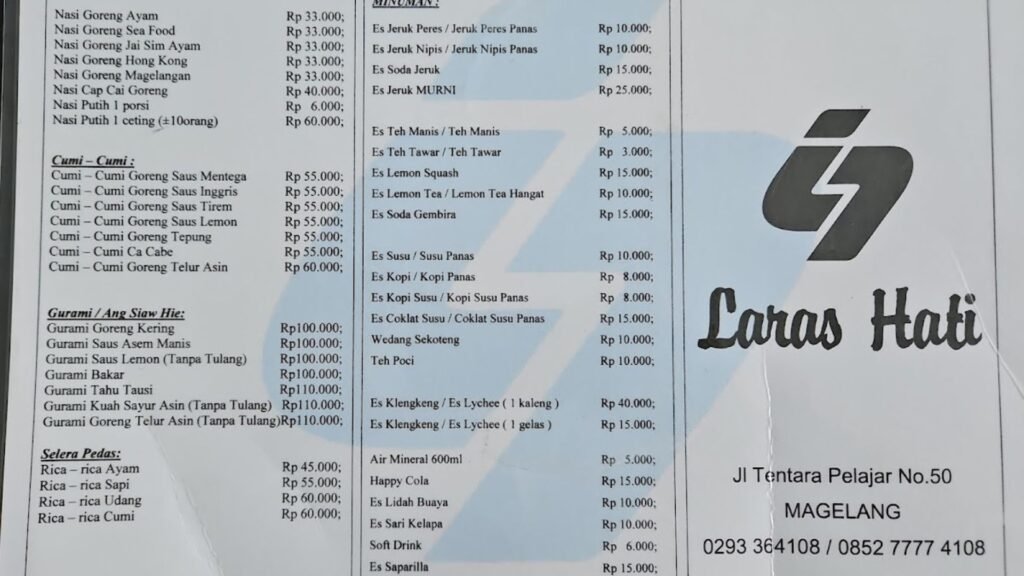 Nasi Goreng Ayam Rp 33.000;
Nasi Goreng Sea Food Rp 33.000;
Nasi Goreng Jai Sim Ayam Rp 33.000;
Nasi Goreng Hong Kong Rp 33.000;
Nasi Goreng Magelangan Rp 33.000;
Nasi Cap Cai Goreng Rp 40.000;
Nasi Putih 1 porsi Rp 6.000;
Nasi Putih 1 ceting (±10orang) Rp 60.000;
Cumi – Cumi :
Cumi – Cumi Goreng Saus Mentega Rp 55.000;
Cumi – Cumi Goreng Saus Inggris Rp 55.000;
Cumi – Cumi Goreng Saus Tirem Rp 55.000;
Cumi – Cumi Goreng Saus Lemon Rp 55.000;
Cumi – Cumi Goreng Tepung Rp 55.000;
Cumi – Cumi Ca Cabe Rp 55.000;
Cumi – Cumi Goreng Telur Asin Rp 60.000;
Gurami / Ang Siaw Hie:
Gurami Goreng Kering Rp100.000;
Gurami Saus Asem Manis Rp100.000;
Gurami Saus Lemon (Tanpa Tulang) Rp100.000;
Gurami Bakar Rp100.000;
Gurami Tahu Tausi Rp110.000;
Gurami Kuah Sayur Asin (Tanpa Tulang) Rp110.000;
Gurami Goreng Telur Asin (Tanpa Tulang) Rp110.000;
Selera Pedas:
Rica – rica Ayam Rp 45.000;
Rica – rica Sapi Rp 55.000;
Rica – rica Udang Rp 60.000;
Rica – rica Cumi Rp 60.000;
MINUMAN :
Es Jeruk Peres / Jeruk Peres Panas Rp 10.000;
Es Jeruk Nipis / Jeruk Nipis Panas Rp 10.000;
Es Soda Jeruk Rp 15.000;
Es Jeruk MURNI Rp 25.000;
Es Teh Manis / Teh Manis Rp 5.000;
Es Teh Tawar / Teh Tawar Rp 3.000;
Es Lemon Squash Rp 15.000;
Es Lemon Tea / Lemon Tea Hangat Rp 10.000;
Es Soda Gembira Rp 15.000;
Es Susu / Susu Panas Rp 10.000;
Es Kopi / Kopi Panas Rp 8.000;
Es Kopi Susu / Kopi Susu Panas Rp 8.000;
Es Coklat Susu / Coklat Susu Panas Rp 15.000;
Wedang Sekoteng Rp 10.000;
Teh Poci Rp 10.000;
Es Klengkeng / Es Lychee ( 1 kaleng ) Rp 40.000;
Es Klengkeng / Es Lychee ( 1 gelas ) Rp 15.000;
Air Mineral 600ml Rp 5.000;
Happy Cola Rp 15.000;
Es Lidah Buaya Rp 10.000;
Es Sari Kelapa Rp 10.000;
Soft Drink Rp 6.000;
Es Saparilla Rp 15.000;
Laras Hati
Jl Tentara Pelajar No.50
MAGELANG
0293 364108 / 0852 7777 4108